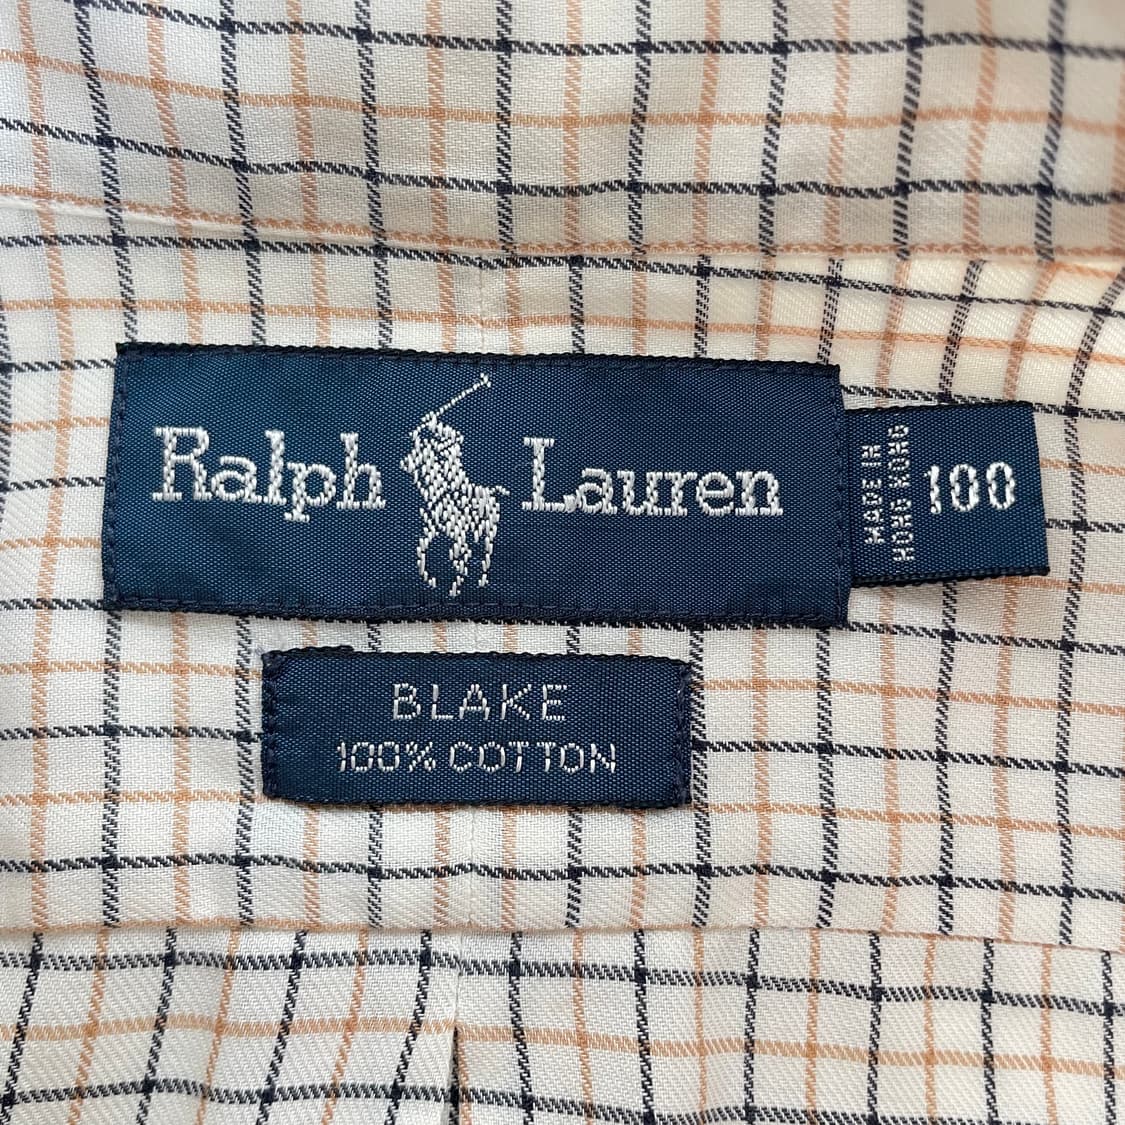 Ralph Lauren
MADE IN
HONG KONG
100
BLAKE
100% COTTON